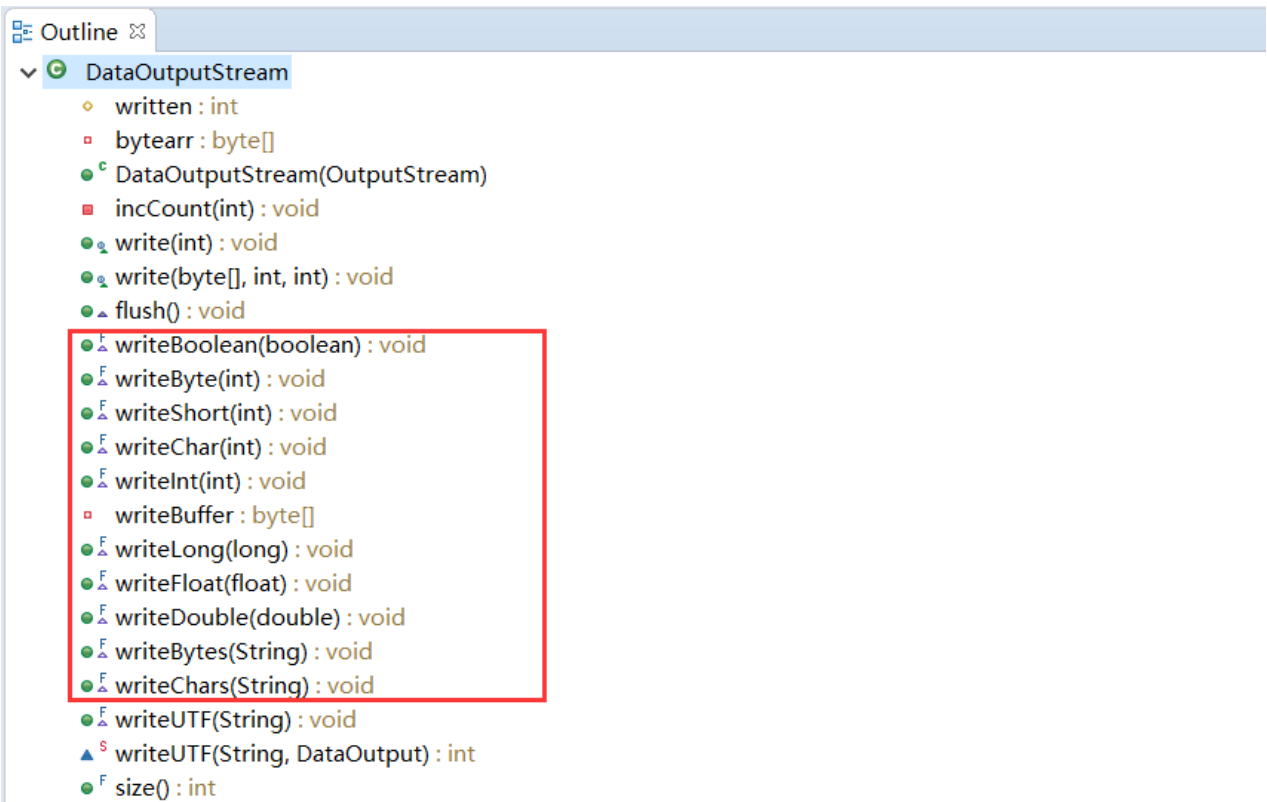 Outline
DataOutputStream
written : int
bytearr : byte[]
DataOutputStream(OutputStream)
incCount(int) : void
write(int) : void
write(byte[], int, int) : void
flush() : void
writeBoolean(boolean) : void
writeByte(int) : void
writeShort(int) : void
writeChar(int) : void
writeInt(int) : void
writeBuffer : byte[]
writeLong(long) : void
writeFloat(float) : void
writeDouble(double) : void
writeBytes(String) : void
writeChars(String) : void
writeUTF(String) : void
writeUTF(String, DataOutput) : int
size() : int